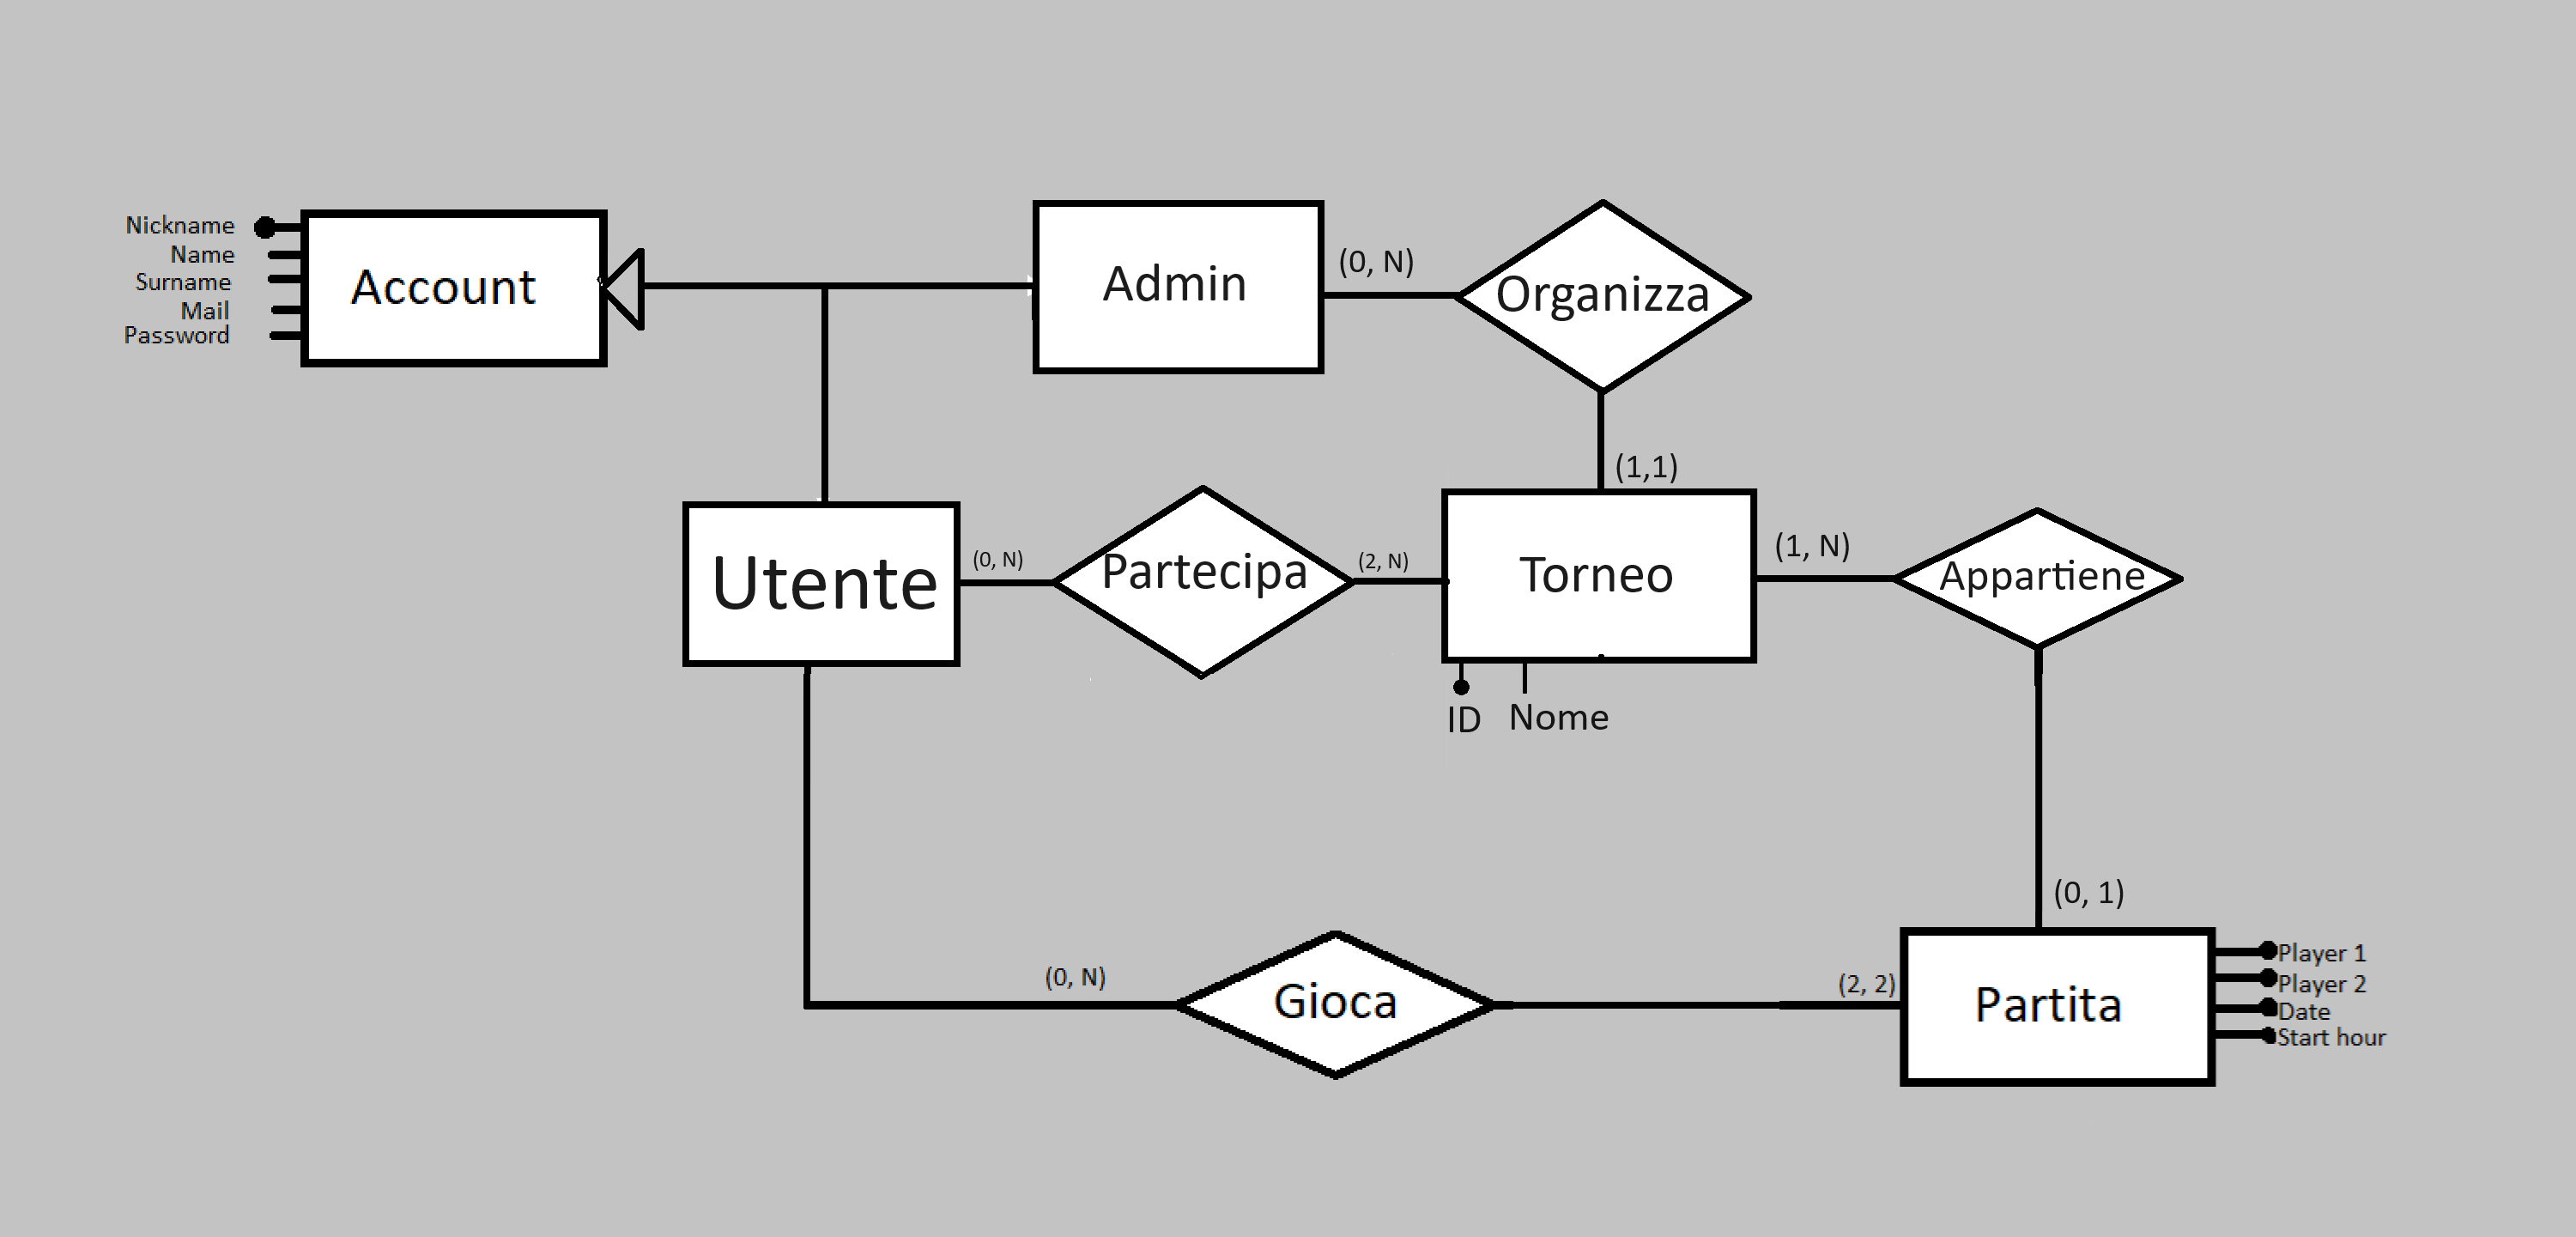 Nickname
Name
Surname
Mail
Password
Account
Admin
(0, N)
Organizza
(1,1)
Utente
(0, N)
Partecipa
(2, N)
Torneo
(1, N)
Appartiene
ID
Nome
(0, 1)
(0, N)
Gioca
(2, 2)
Partita
Player 1
Player 2
Date
Start hour